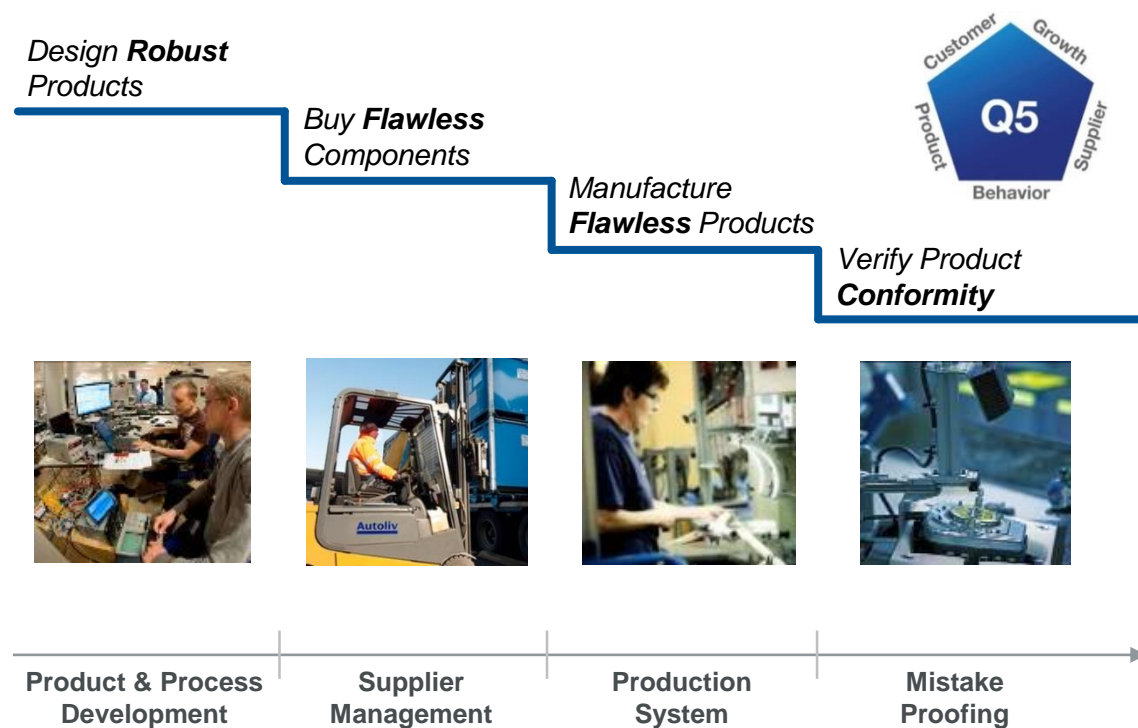 Design Robust
Products
Buy Flawless
Components
Manufacture
Flawless Products
Verify Product
Conformity
Customer
Growth
Product
Q5
Supplier
Behavior
Autoliv
Product & Process
Development
Supplier
Management
Production
System
Mistake
Proofing